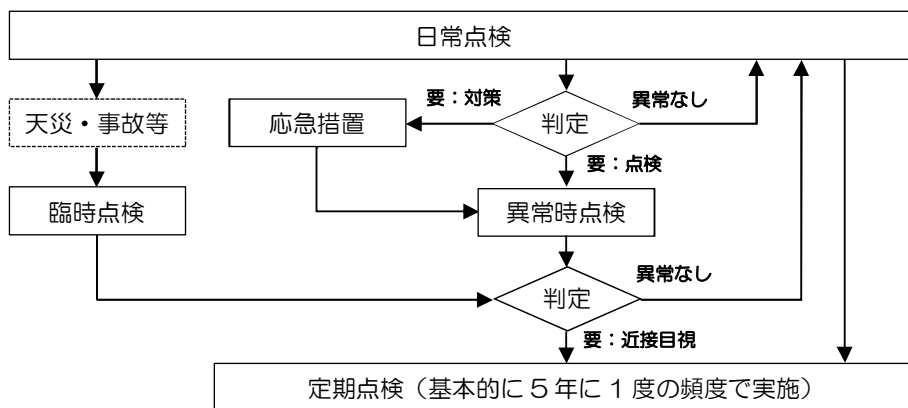 日常点検
天災・事故等
応急措置
要：対策
判定
異常なし
要：点検
臨時点検
異常時点検
判定
異常なし
要：近接目視
定期点検（基本的に 5 年に 1 度の頻度で実施）